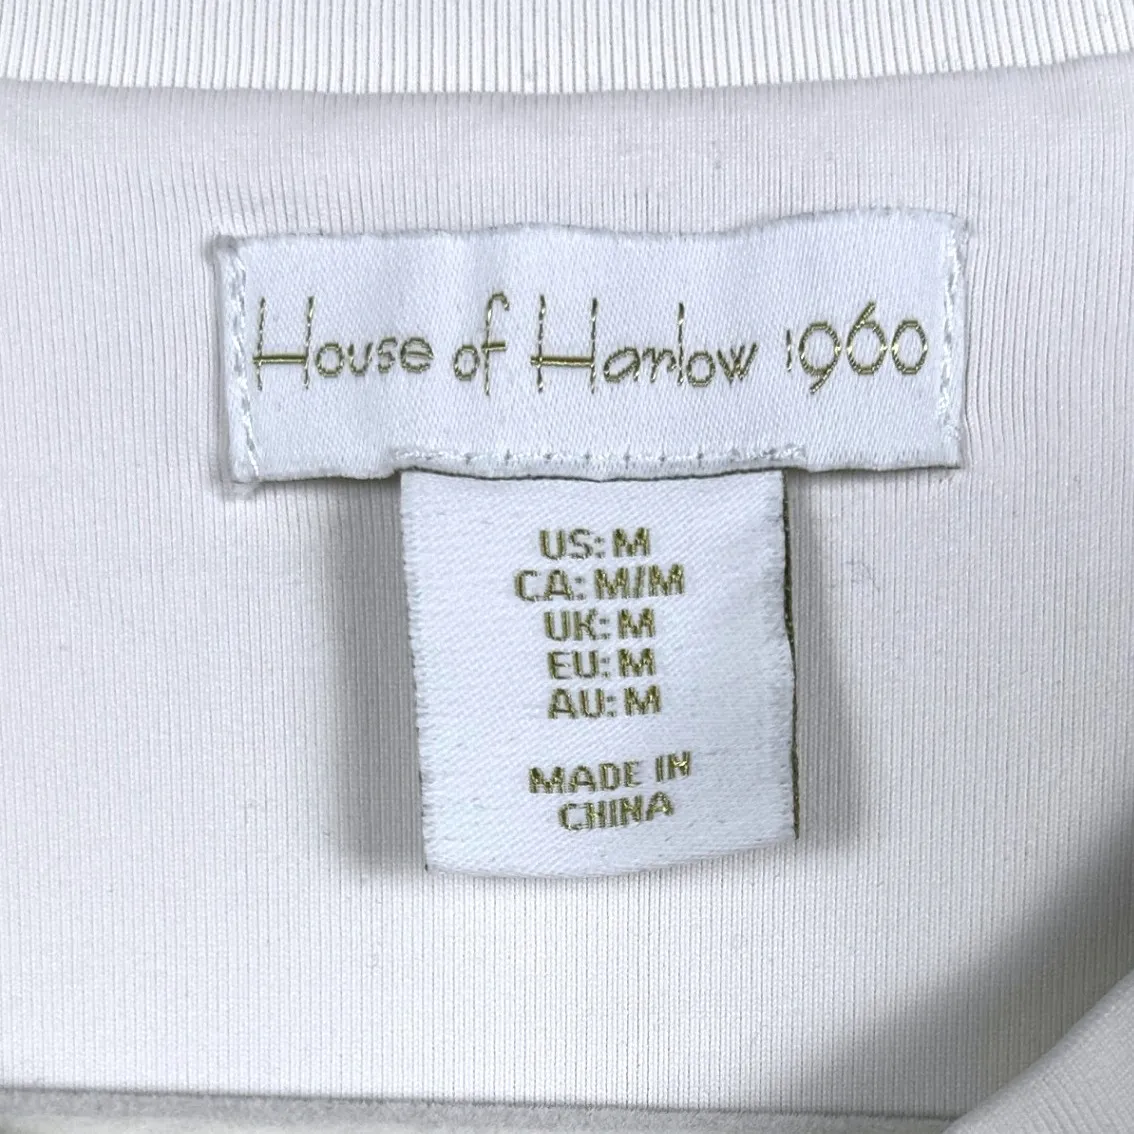 House of Harlow 1960
US: M
CA: M/M
UK: M
EU: M
AU: M
MADE IN
CHINA